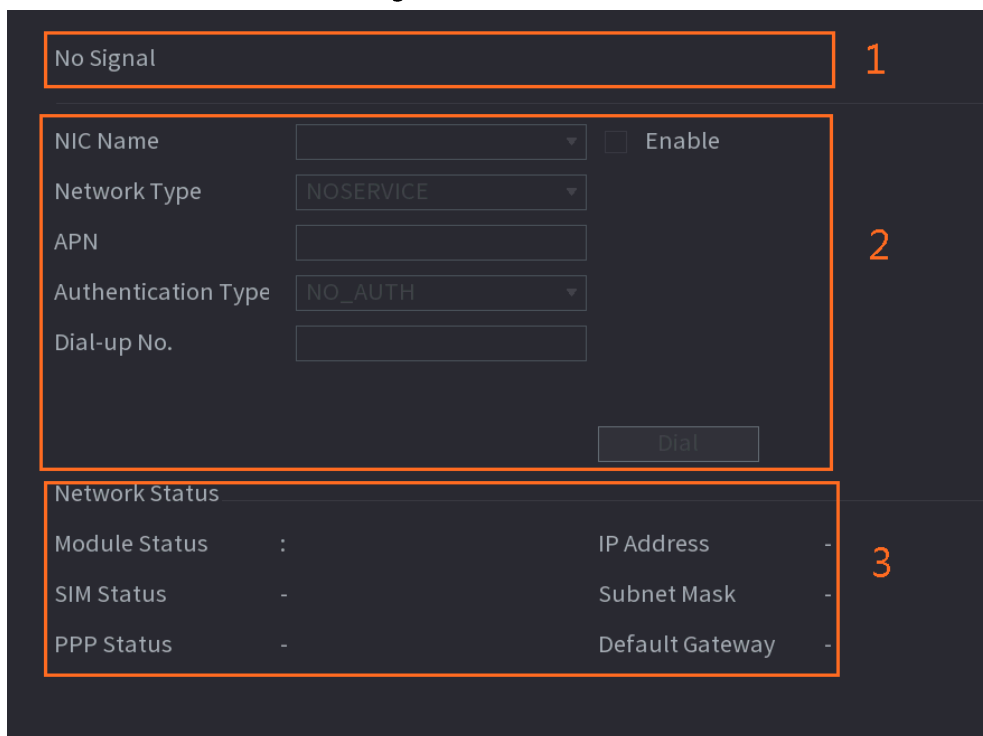 No Signal
1
NIC Name
Enable
Network Type NOSERVICE
APN
2
Authentication Type NO_AUTH
Dial-up No.
Dial
Network Status
Module Status : IP Address -
3
SIM Status - Subnet Mask -
PPP Status - Default Gateway -